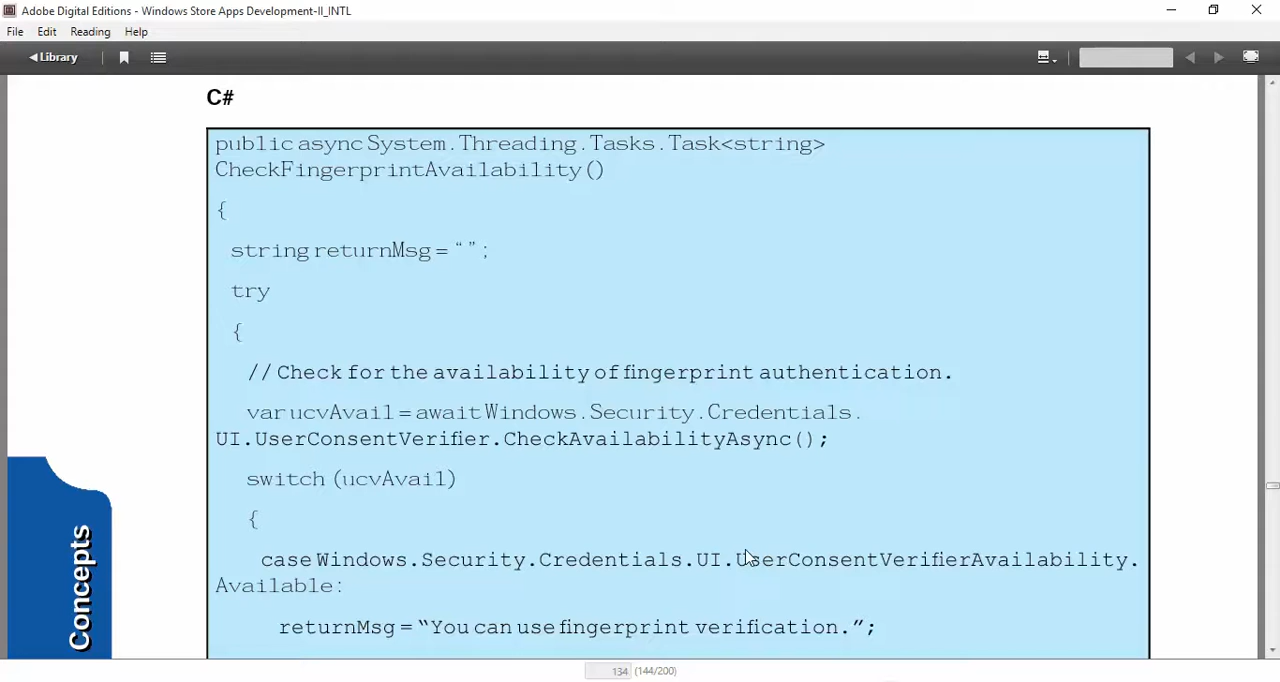 Adobe Digital Editions - Windows Store Apps Development-II_INTL
File Edit Reading Help
Library
C#
public async System.Threading.Tasks.Task<string>
CheckFingerprintAvailability()
{
string returnMsg = “”;
try
{
// Check for the availability of fingerprint authentication.
var ucvAvail = await Windows.Security.Credentials.
UI.UserConsentVerifier.CheckAvailabilityAsync();
switch (ucvAvail)
{
case Windows.Security.Credentials.UI.UserConsentVerifierAvailability.
Available:
returnMsg = “You can use fingerprint verification.”;
Concepts
134 (144/200)